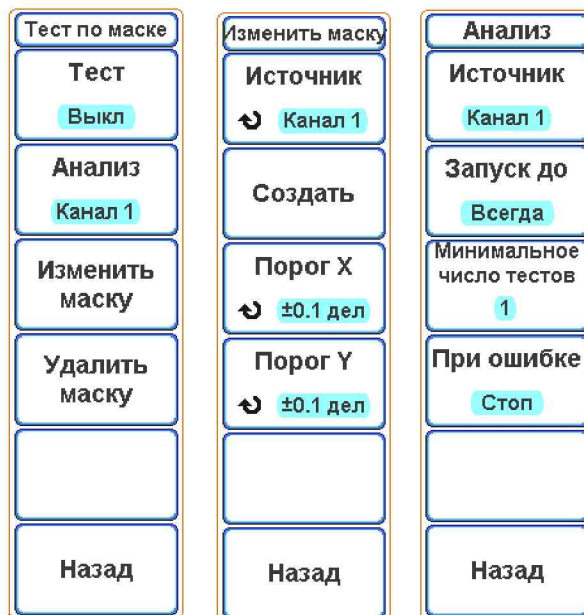 Тест по маске
Тест
Выкл
Анализ
Канал 1
Изменить
маску
Удалить
маску
Назад
Изменить маску
Источник
Канал 1
Создать
Порог X
±0.1 дел
Порог Y
±0.1 дел
Назад
Анализ
Источник
Канал 1
Запуск до
Всегда
Минимальное
число тестов
1
При ошибке
Стоп
Назад